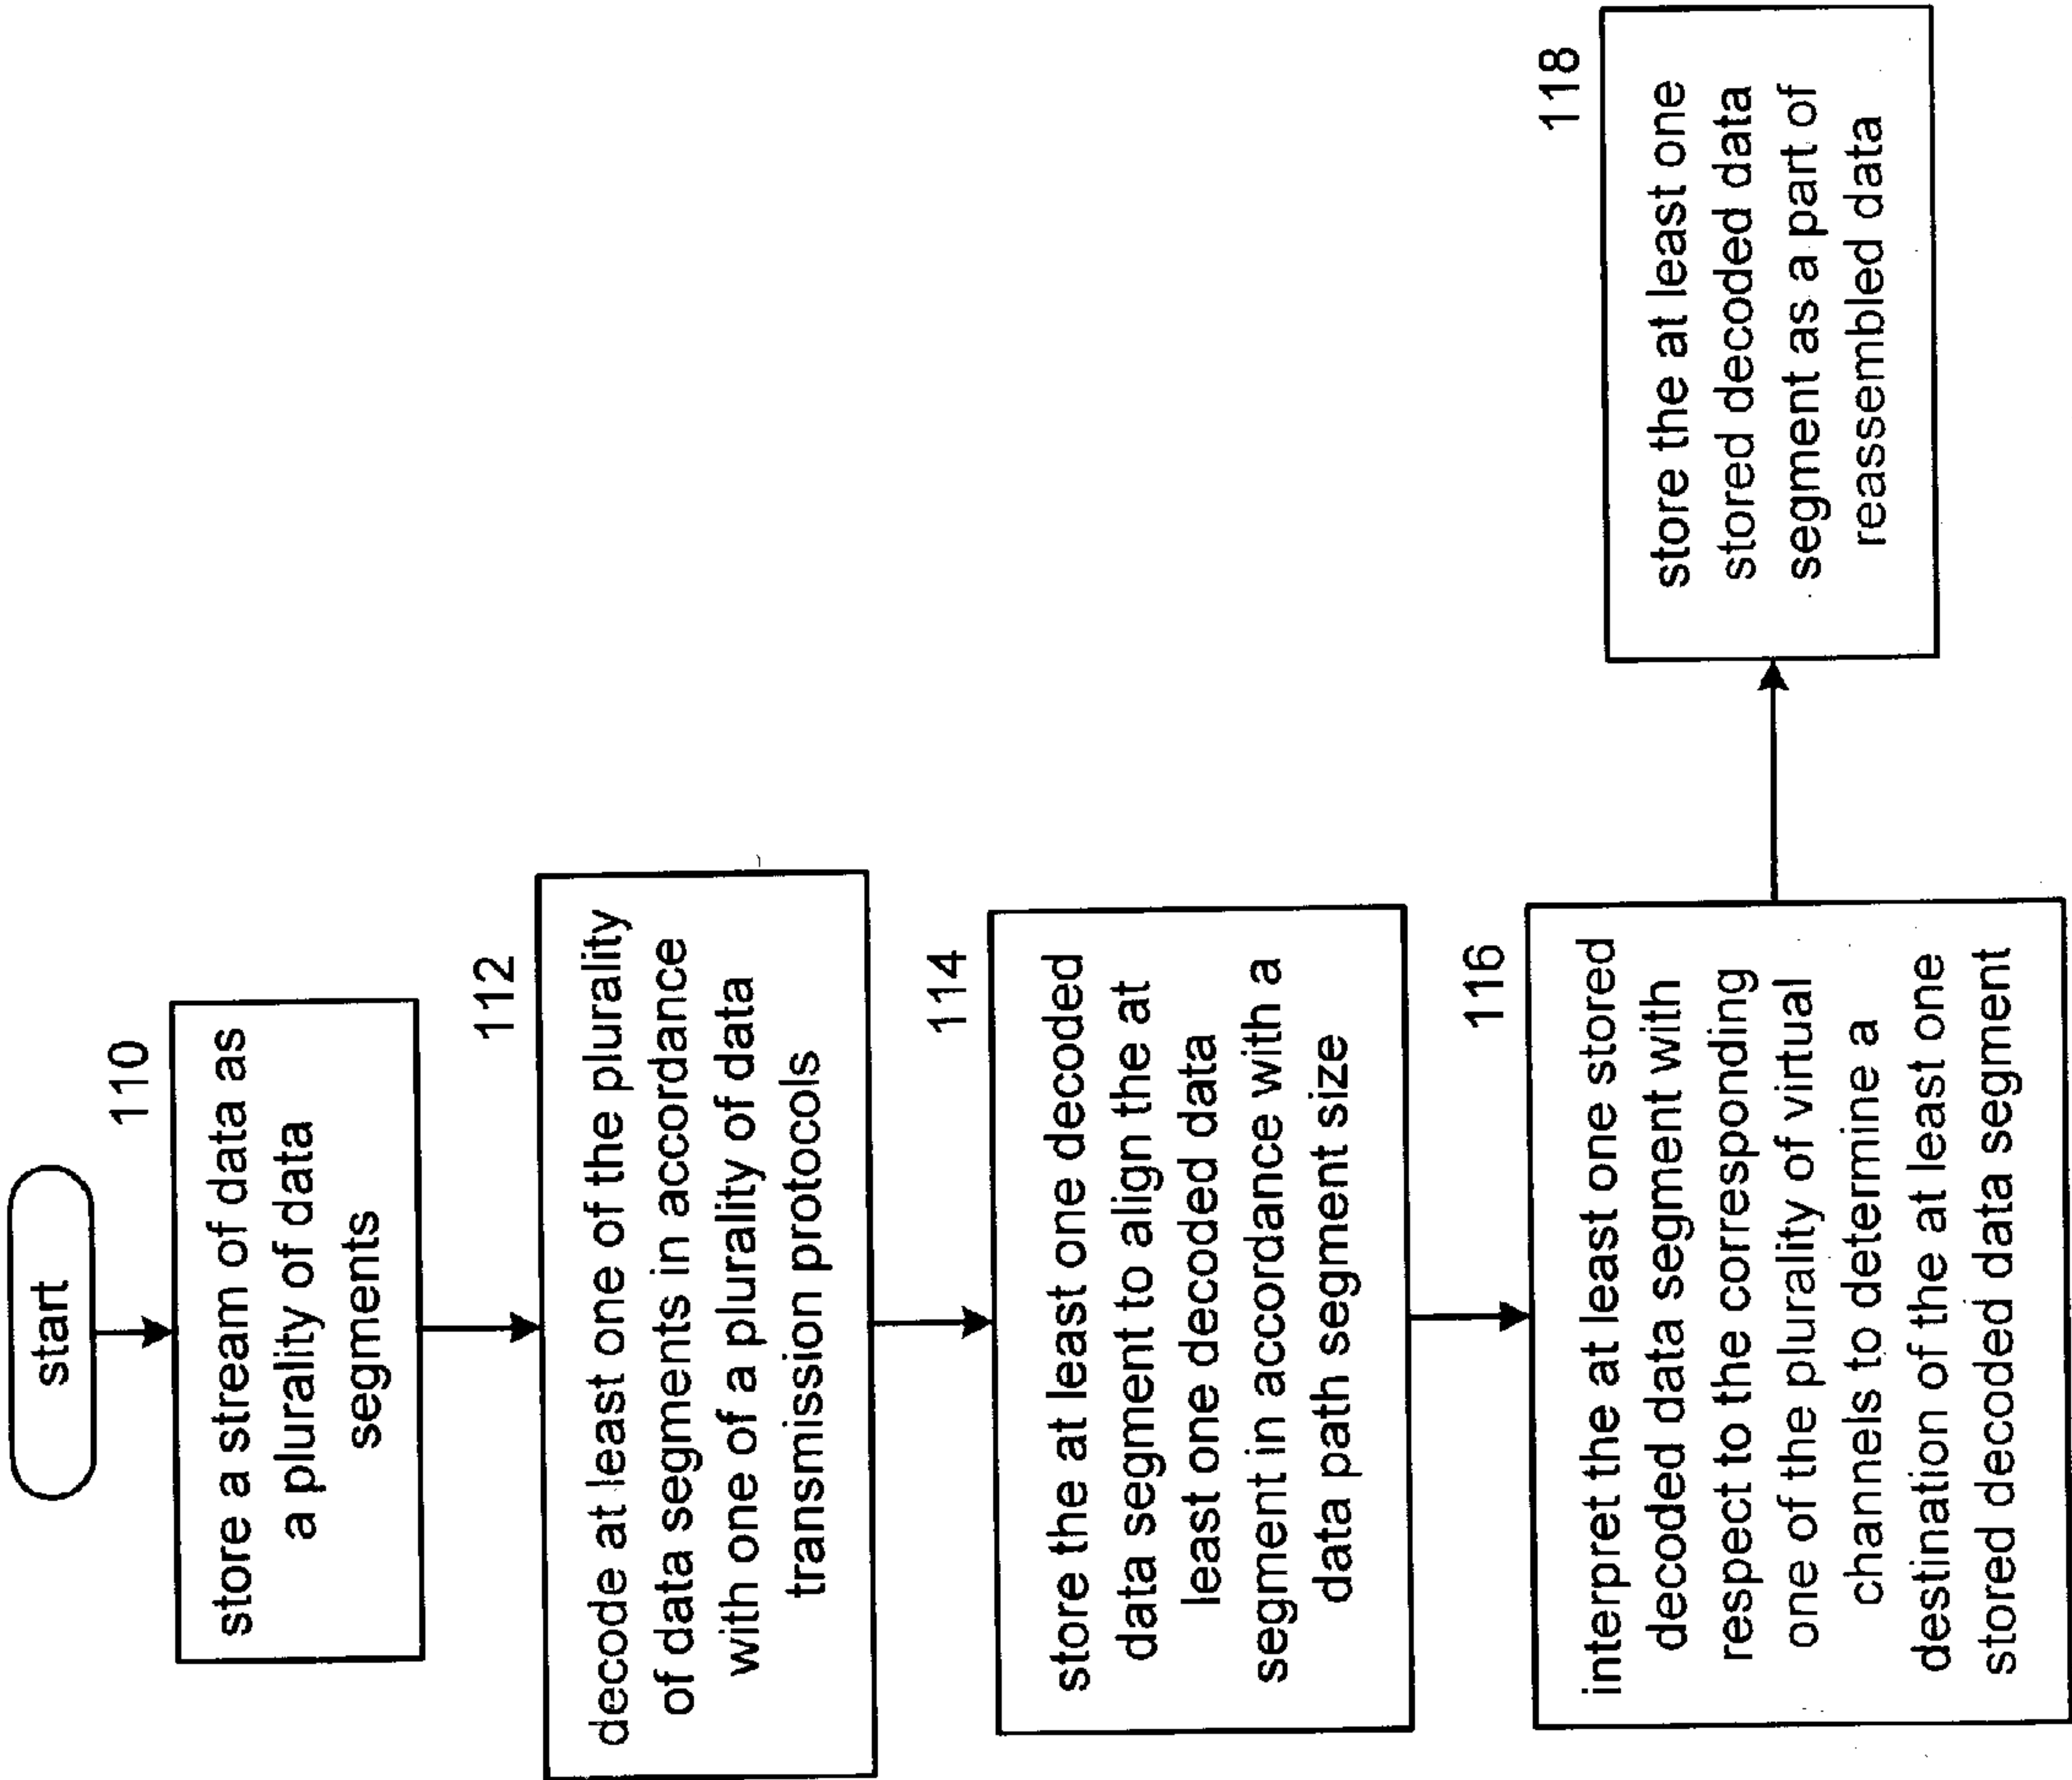 start
110
store a stream of data as
a plurality of data
segments
112
decode at least one of the plurality
of data segments in accordance
with one of a plurality of data
transmission protocols
114
store the at least one decoded
data segment to align the at
least one decoded data
segment in accordance with a
data path segment size
116
interpret the at least one stored
decoded data segment with
respect to the corresponding
one of the plurality of virtual
channels to determine a
destination of the at least one
stored decoded data segment
118
store the at least one
stored decoded data
segment as a part of
reassembled data